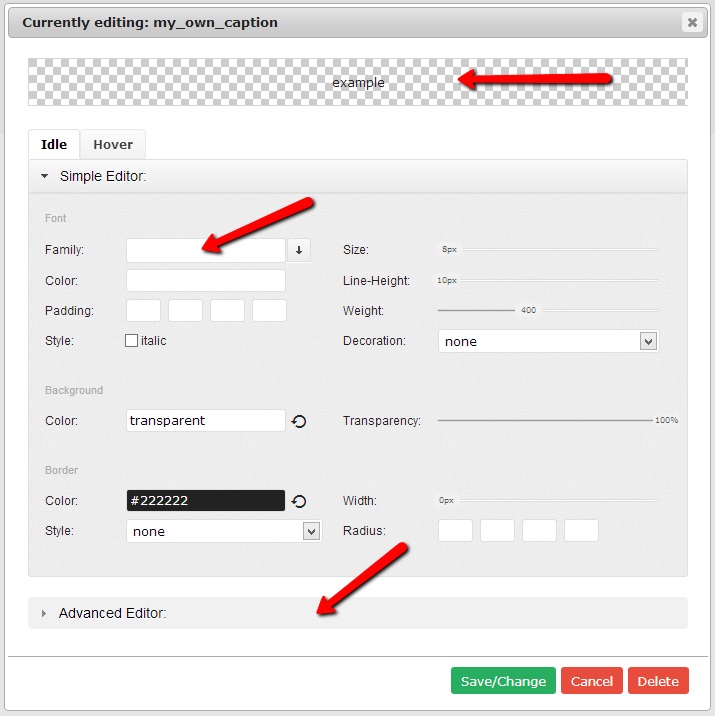 Currently editing: my_own_caption
example
Idle Hover
Simple Editor:
Font
Family: Size: 8px
Color: Line-Height: 10px
Padding: Weight: 400
Style: italic Decoration: none
Background
Color: transparent Transparency: 100%
Border
Color: #222222 Width: 0px
Style: none Radius:
Advanced Editor:
Save/Change Cancel Delete